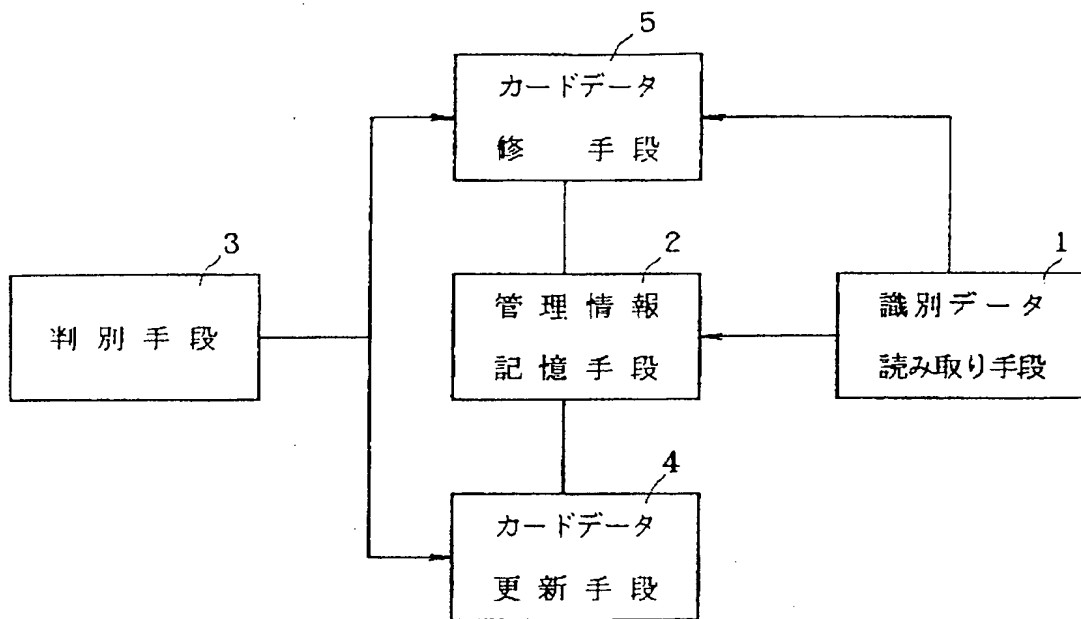 5
カードデータ
修 手段
3
判別手段
2
管理情報
記憶手段
1
識別データ
読み取り手段
4
カードデータ
更新手段